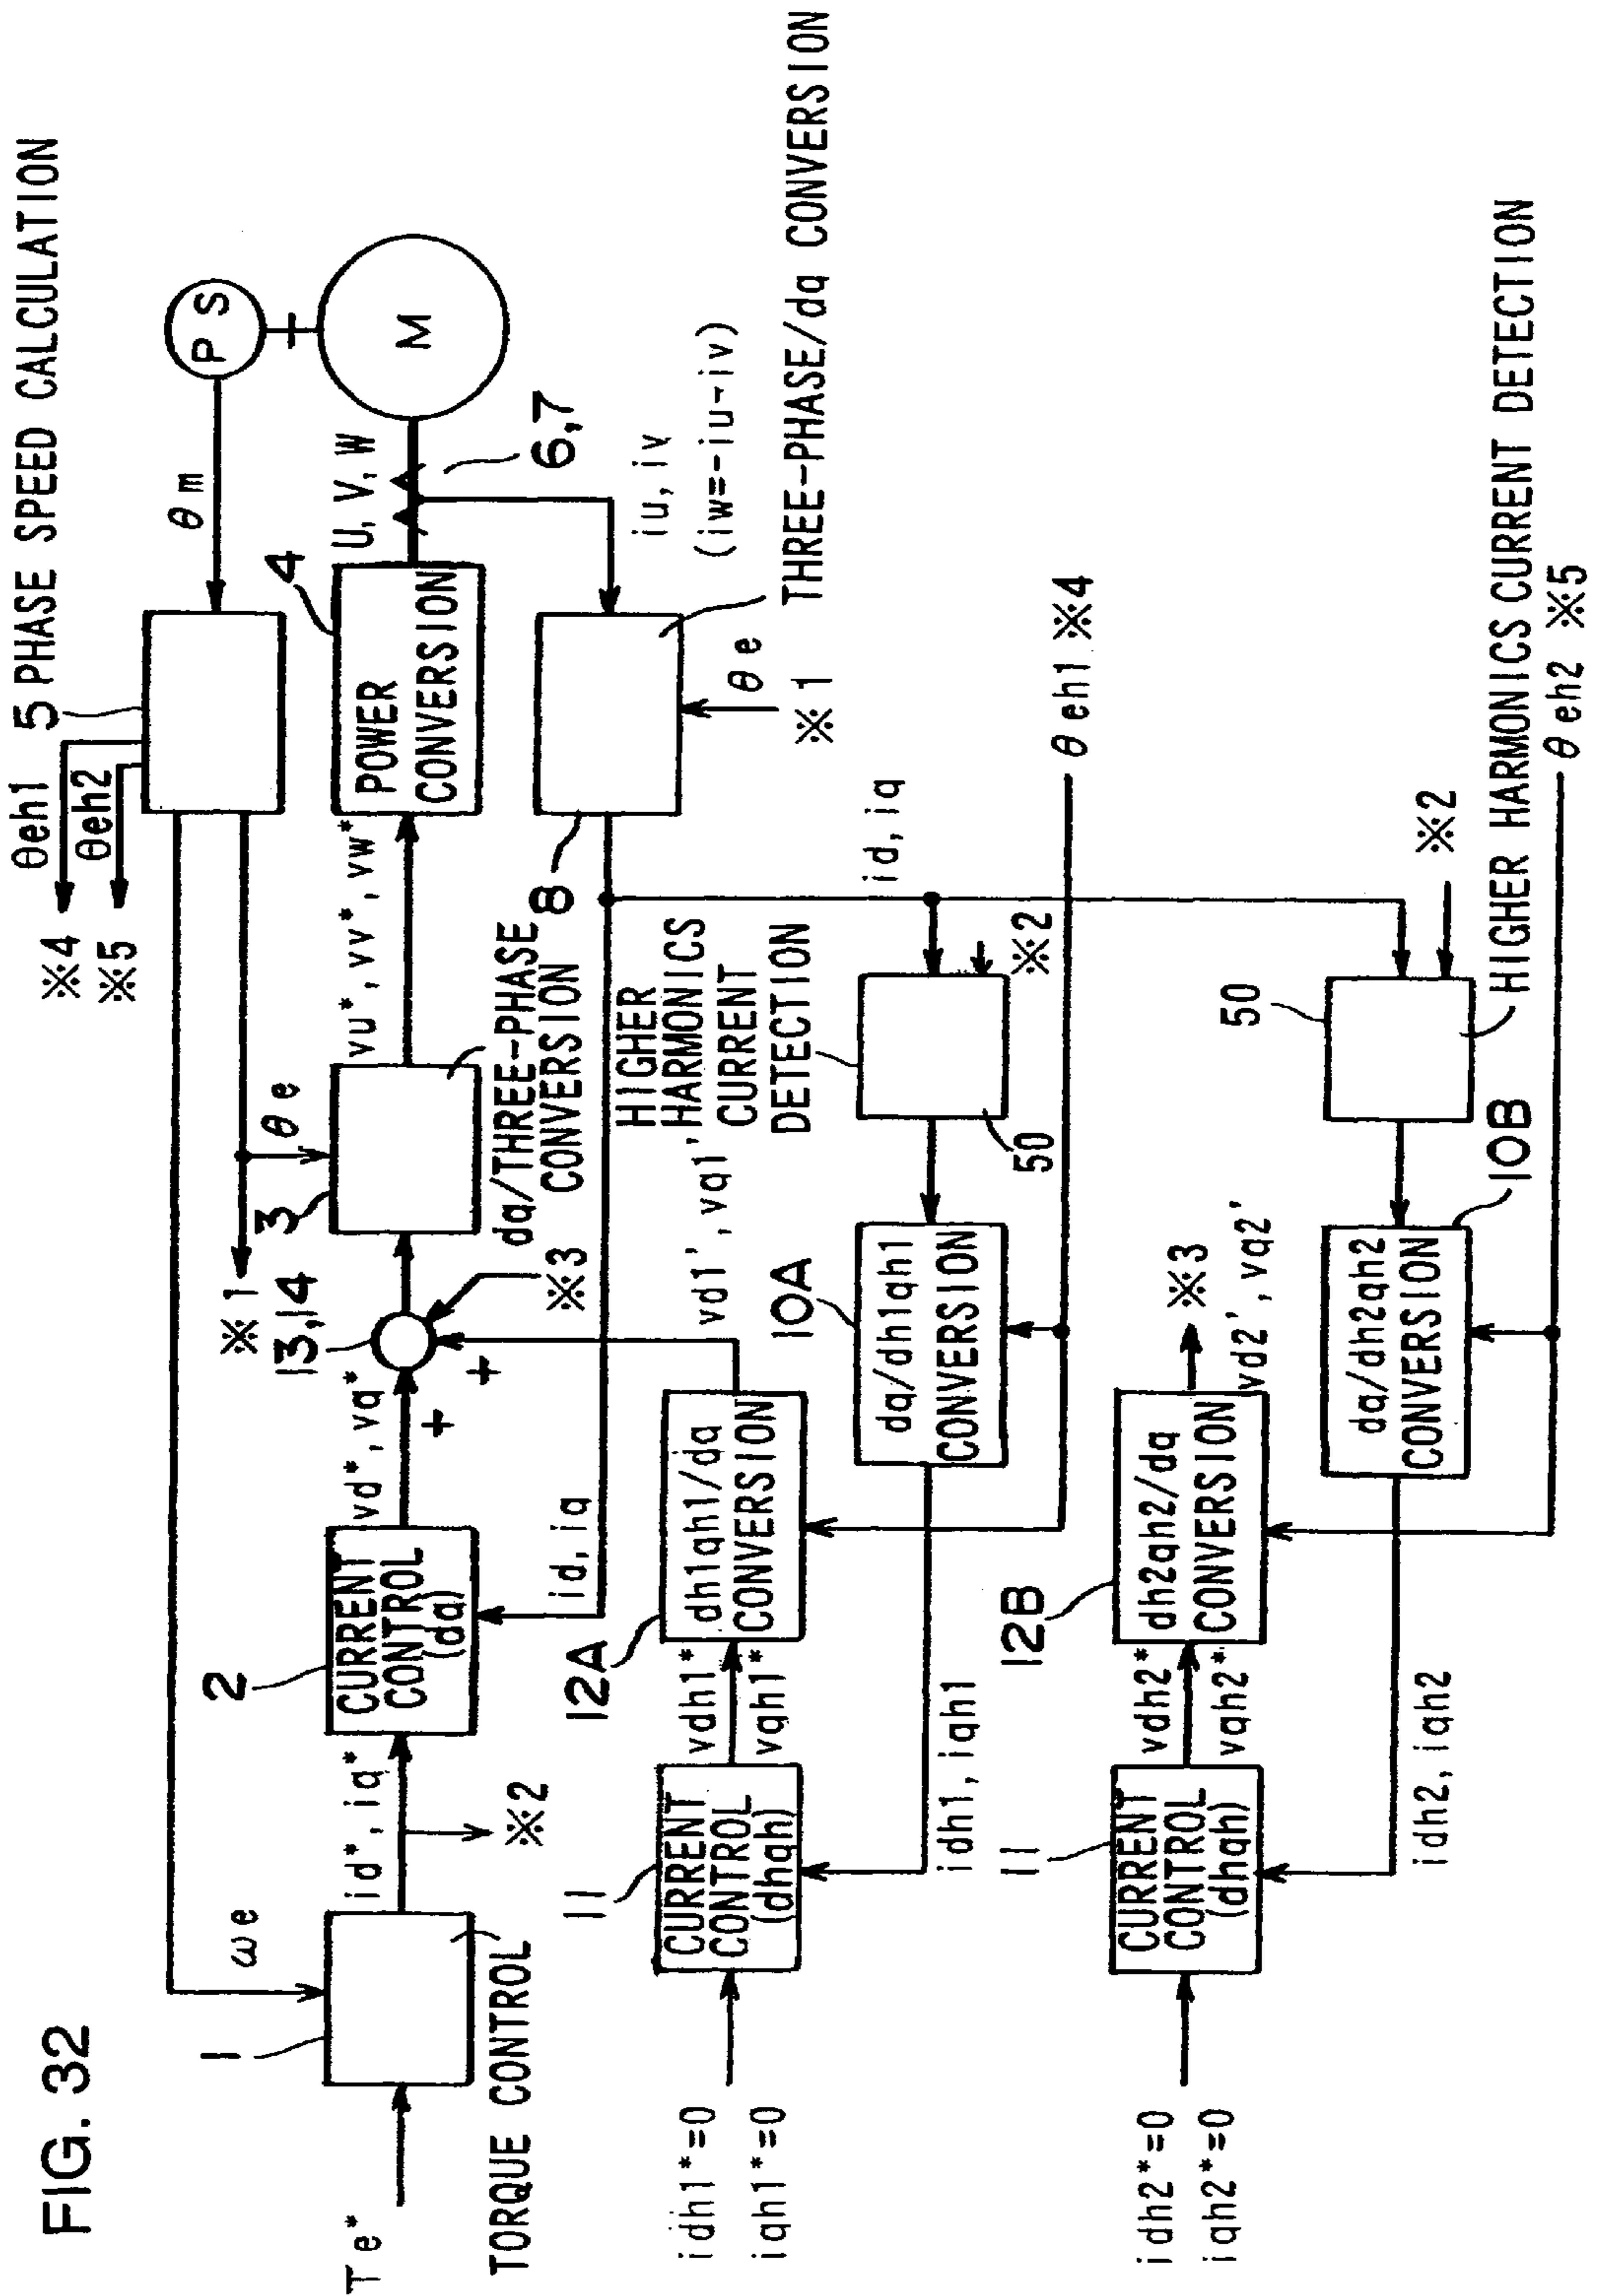 FIG. 32
θeh1
θeh2
※4
※5
5 PHASE SPEED CALCULATION
θm
P S
M
ωe
※1
θe
Te*
1
TORQUE CONTROL
id*, iq*
※2
2
CURRENT
CONTROL
(dq)
vd*, vq*
+
+
13,14
※3
3
dq/THREE-PHASE
CONVERSION
vu*, vv*, vw*
4
POWER
CONVERSION
U, V, W
6,7
iu, iv
(iw=-iu-iv)
THREE-PHASE/dq CONVERSION
8
θe
※1
id, iq
id, iq
idh1*=0
iqh1*=0
11
CURRENT
CONTROL
(dhqh)
vdh1*
vqh1*
12A
dh1qh1/dq
CONVERSION
vd1', vq1'
HIGHER
HARMONICS
CURRENT
DETECTION
50
※2
10A
dq/dh1qh1
CONVERSION
θeh1 ※4
idh1, iqh1
idh2*=0
iqh2*=0
11
CURRENT
CONTROL
(dhqh)
vdh2*
vqh2*
12B
dh2qh2/dq
CONVERSION
※3
vd2', vq2'
dq/dh2qh2
CONVERSION
10B
50
※2
HIGHER HARMONICS CURRENT DETECTION
θeh2 ※5
idh2, iqh2